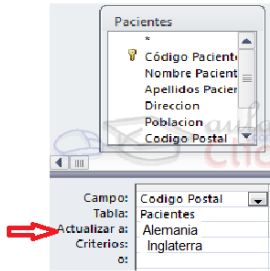 Pacientes
*
Código Paciente
Nombre Pacient
Apellidos Pacier
Direccion
Poblacion
Codigo Postal
Campo: Codigo Postal
Tabla: Pacientes
Actualizar a: Alemania
Criterios: Inglaterra
o: